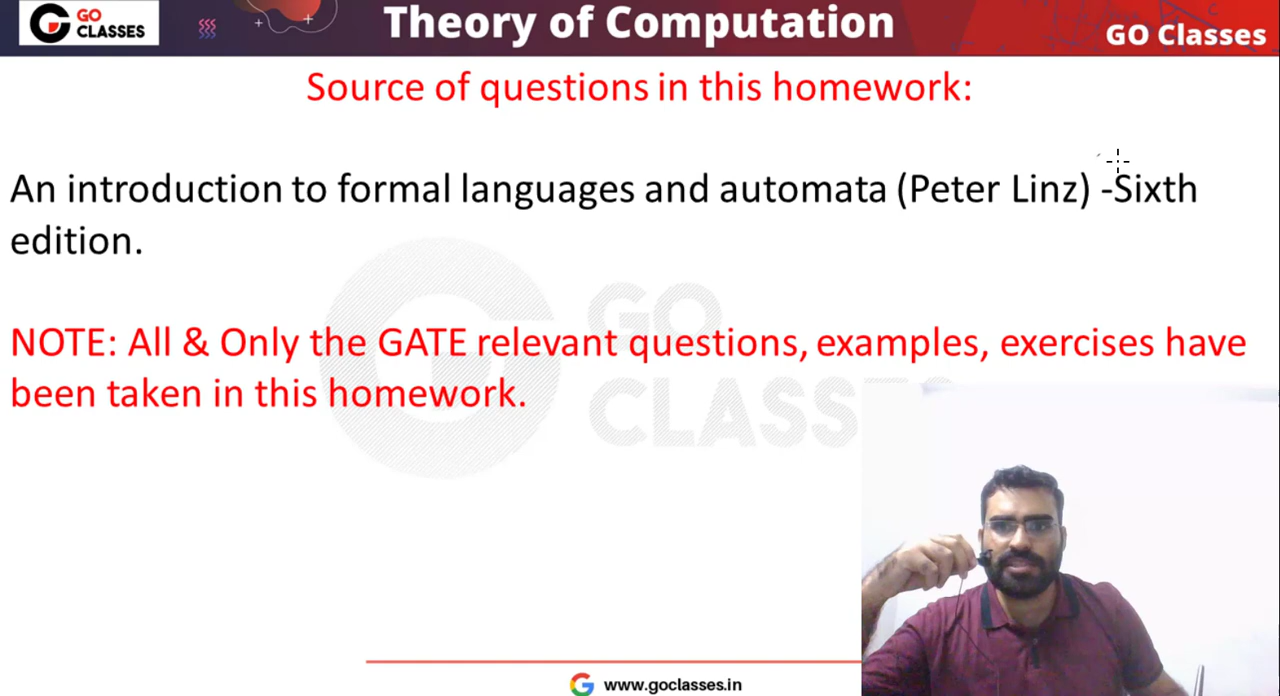 GO
CLASSES
Theory of Computation
GO Classes
Source of questions in this homework:
An introduction to formal languages and automata (Peter Linz) -Sixth
edition.
GO
CLASSES
NOTE: All & Only the GATE relevant questions, examples, exercises have
been taken in this homework.
www.goclasses.in